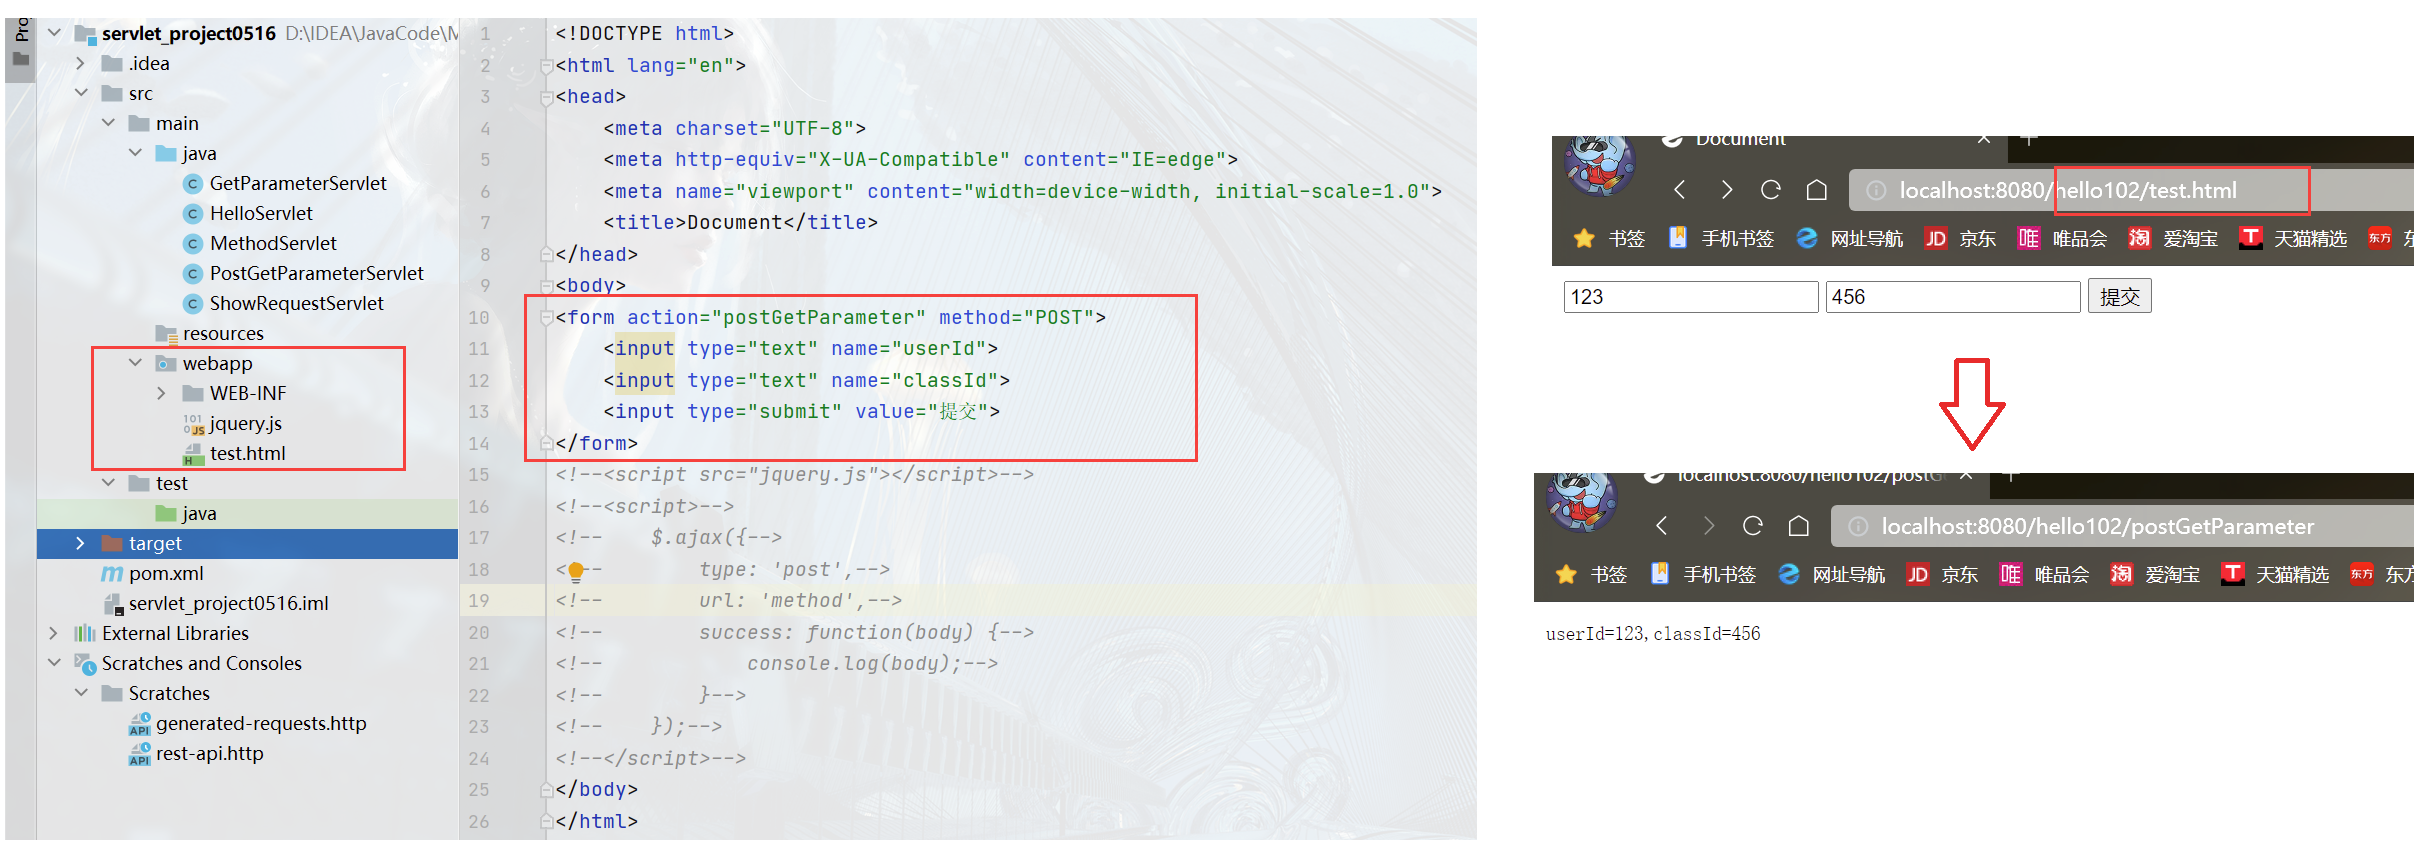 Pro
servlet_project0516 D:\IDEA\JavaCode\M
.idea
src
main
java
GetParameterServlet
HelloServlet
MethodServlet
PostGetParameterServlet
ShowRequestServlet
resources
webapp
WEB-INF
jquery.js
test.html
test
java
target
pom.xml
servlet_project0516.iml
External Libraries
Scratches and Consoles
Scratches
generated-requests.http
rest-api.http
1 <!DOCTYPE html>
2 <html lang="en">
3 <head>
4 <meta charset="UTF-8">
5 <meta http-equiv="X-UA-Compatible" content="IE=edge">
6 <meta name="viewport" content="width=device-width, initial-scale=1.0">
7 <title>Document</title>
8 </head>
9 <body>
10 <form action="postGetParameter" method="POST">
11 <input type="text" name="userId">
12 <input type="text" name="classId">
13 <input type="submit" value="提交">
14 </form>
15 <!--<script src="jquery.js"></script>-->
16 <!--<script>-->
17 <!-- $.ajax({-->
18 <!-- type: 'post',-->
19 <!-- url: 'method',-->
20 <!-- success: function(body) {-->
21 <!-- console.log(body);-->
22 <!-- }-->
23 <!-- });-->
24 <!--</script>-->
25 </body>
26 </html>
Document
localhost:8080/hello102/test.html
书签 手机书签 网址导航 JD 京东 唯 唯品会 淘 爱淘宝 T 天猫精选 东方
123 456 提交
localhost:8080/hello102/postG
localhost:8080/hello102/postGetParameter
书签 手机书签 网址导航 JD 京东 唯 唯品会 淘 爱淘宝 T 天猫精选 东方 东方
userId=123,classId=456